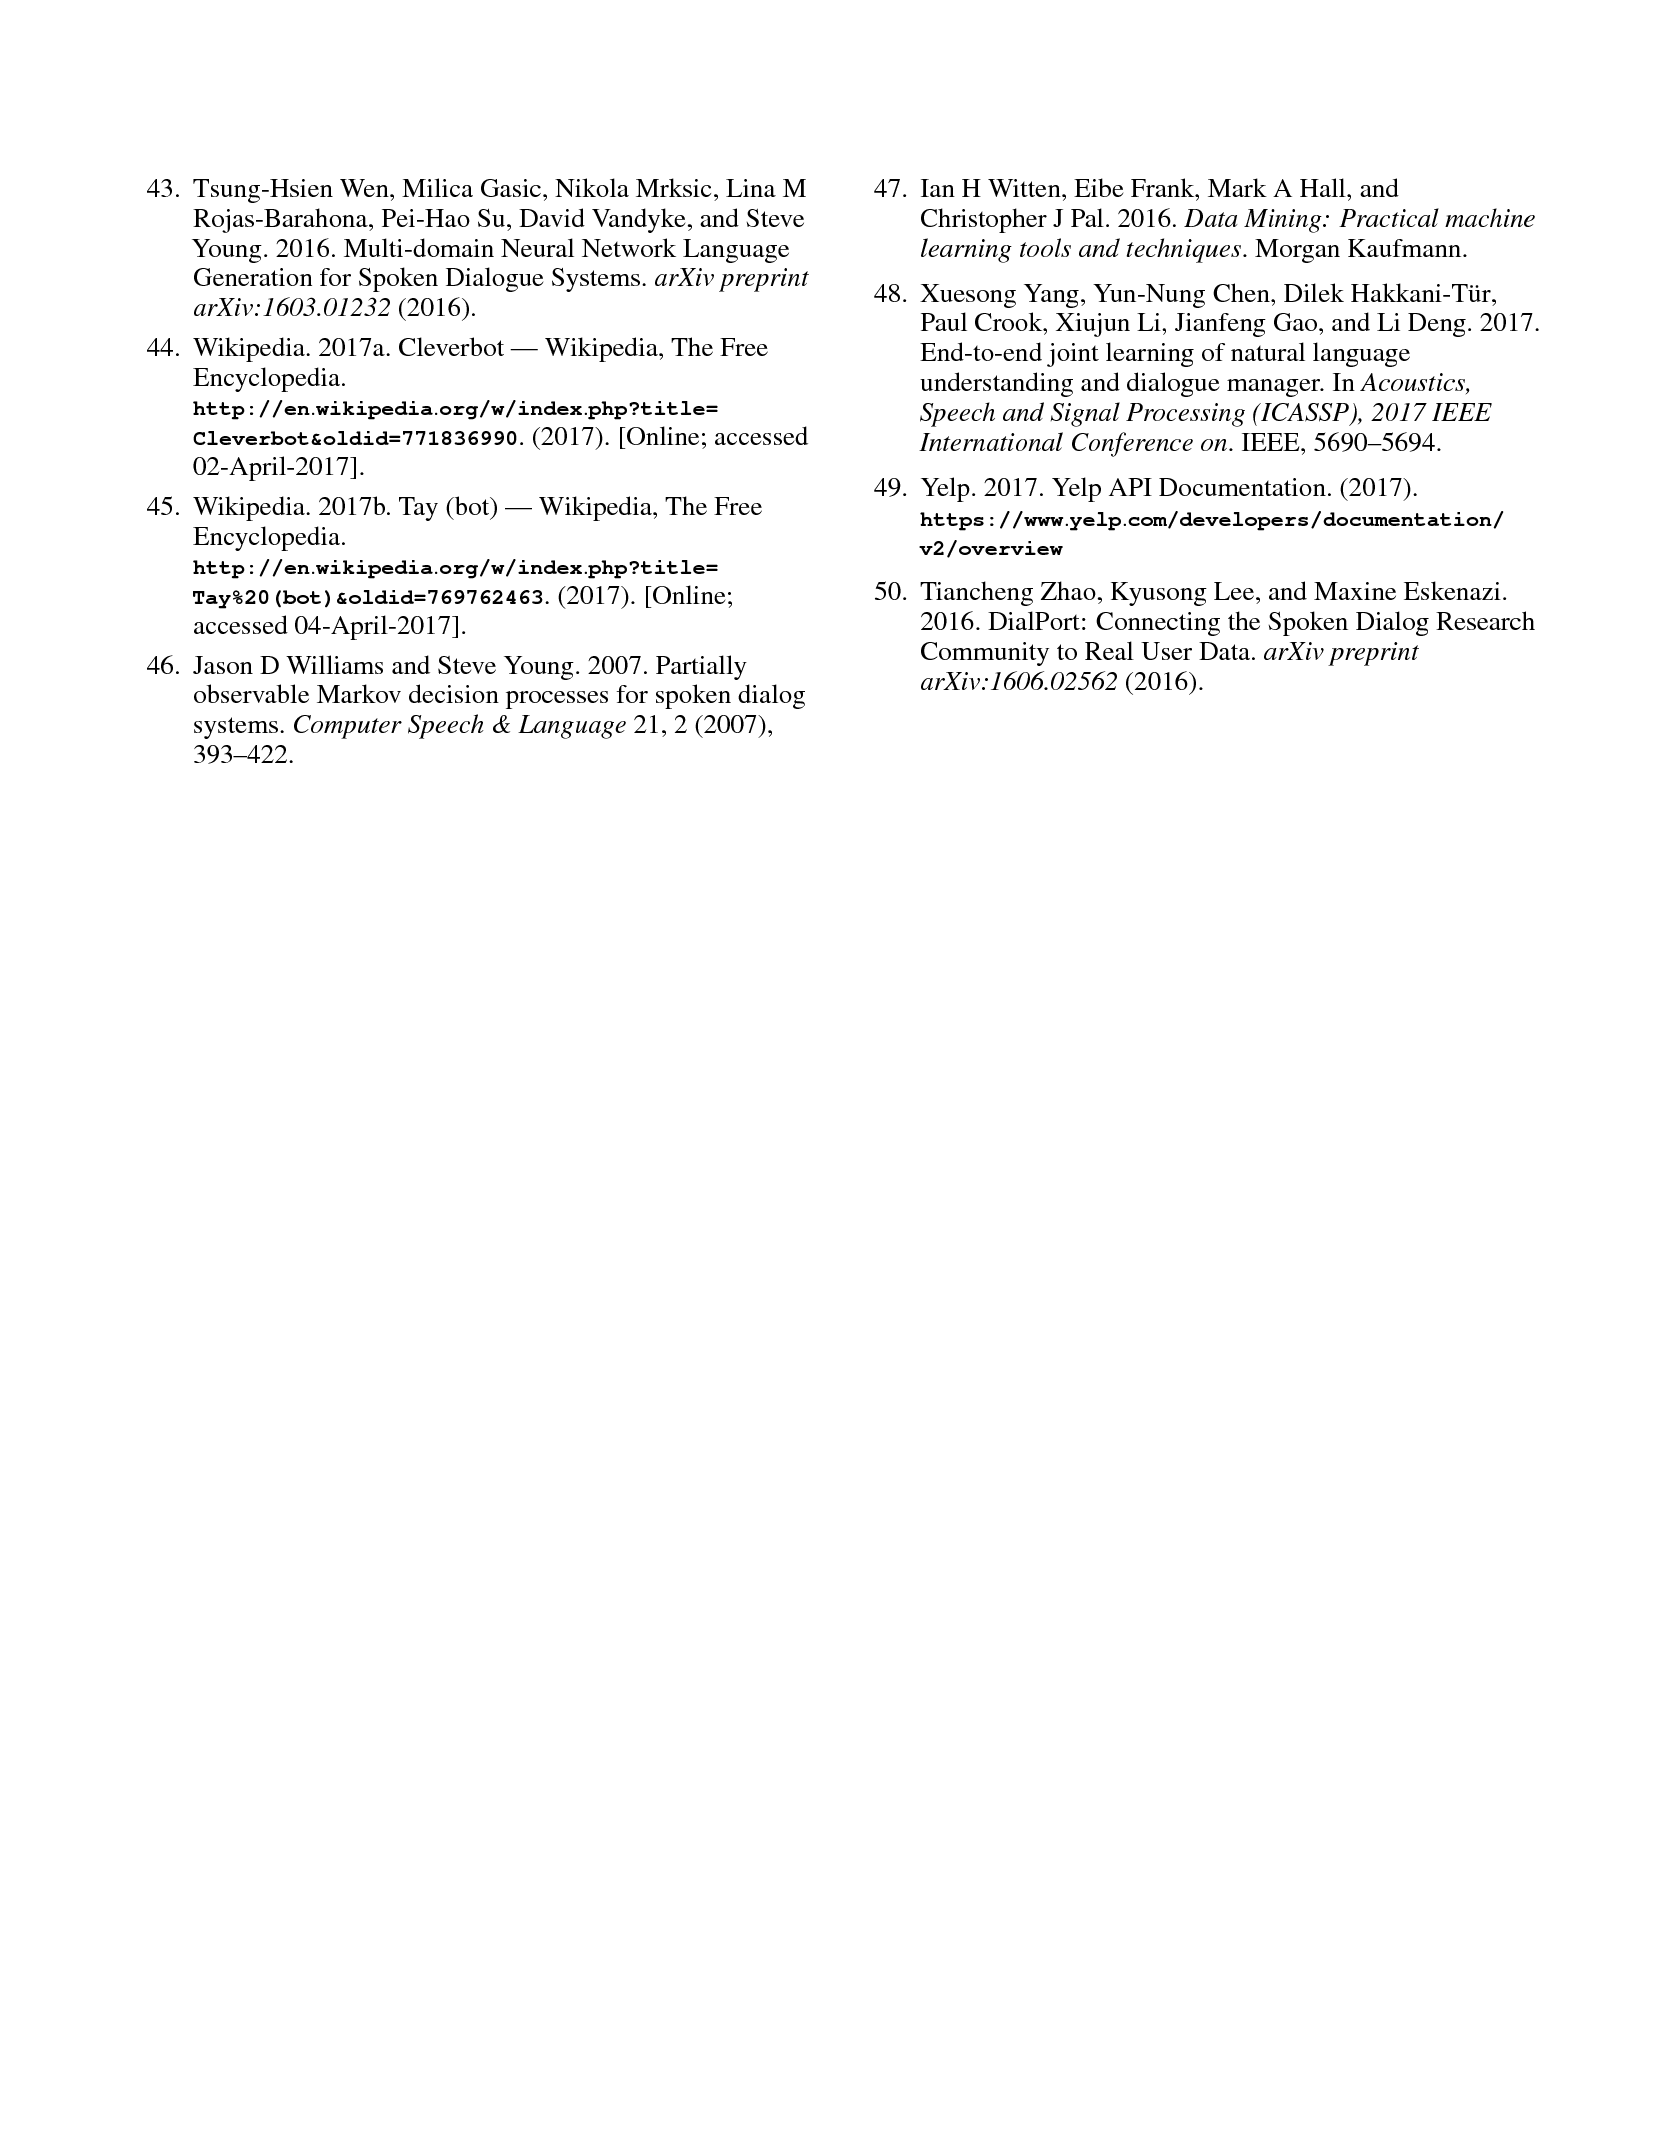 43. Tsung-Hsien Wen, Milica Gasic, Nikola Mrksic, Lina M
Rojas-Barahona, Pei-Hao Su, David Vandyke, and Steve
Young. 2016. Multi-domain Neural Network Language
Generation for Spoken Dialogue Systems. arXiv preprint
arXiv:1603.01232 (2016).
44. Wikipedia. 2017a. Cleverbot — Wikipedia, The Free
Encyclopedia.
http://en.wikipedia.org/w/index.php?title=
Cleverbot&oldid=771836990. (2017). [Online; accessed
02-April-2017].
45. Wikipedia. 2017b. Tay (bot) — Wikipedia, The Free
Encyclopedia.
http://en.wikipedia.org/w/index.php?title=
Tay%20(bot)&oldid=769762463. (2017). [Online;
accessed 04-April-2017].
46. Jason D Williams and Steve Young. 2007. Partially
observable Markov decision processes for spoken dialog
systems. Computer Speech & Language 21, 2 (2007),
393–422.
47. Ian H Witten, Eibe Frank, Mark A Hall, and
Christopher J Pal. 2016. Data Mining: Practical machine
learning tools and techniques. Morgan Kaufmann.
48. Xuesong Yang, Yun-Nung Chen, Dilek Hakkani-Tür,
Paul Crook, Xiujun Li, Jianfeng Gao, and Li Deng. 2017.
End-to-end joint learning of natural language
understanding and dialogue manager. In Acoustics,
Speech and Signal Processing (ICASSP), 2017 IEEE
International Conference on. IEEE, 5690–5694.
49. Yelp. 2017. Yelp API Documentation. (2017).
https://www.yelp.com/developers/documentation/
v2/overview
50. Tiancheng Zhao, Kyusong Lee, and Maxine Eskenazi.
2016. DialPort: Connecting the Spoken Dialog Research
Community to Real User Data. arXiv preprint
arXiv:1606.02562 (2016).